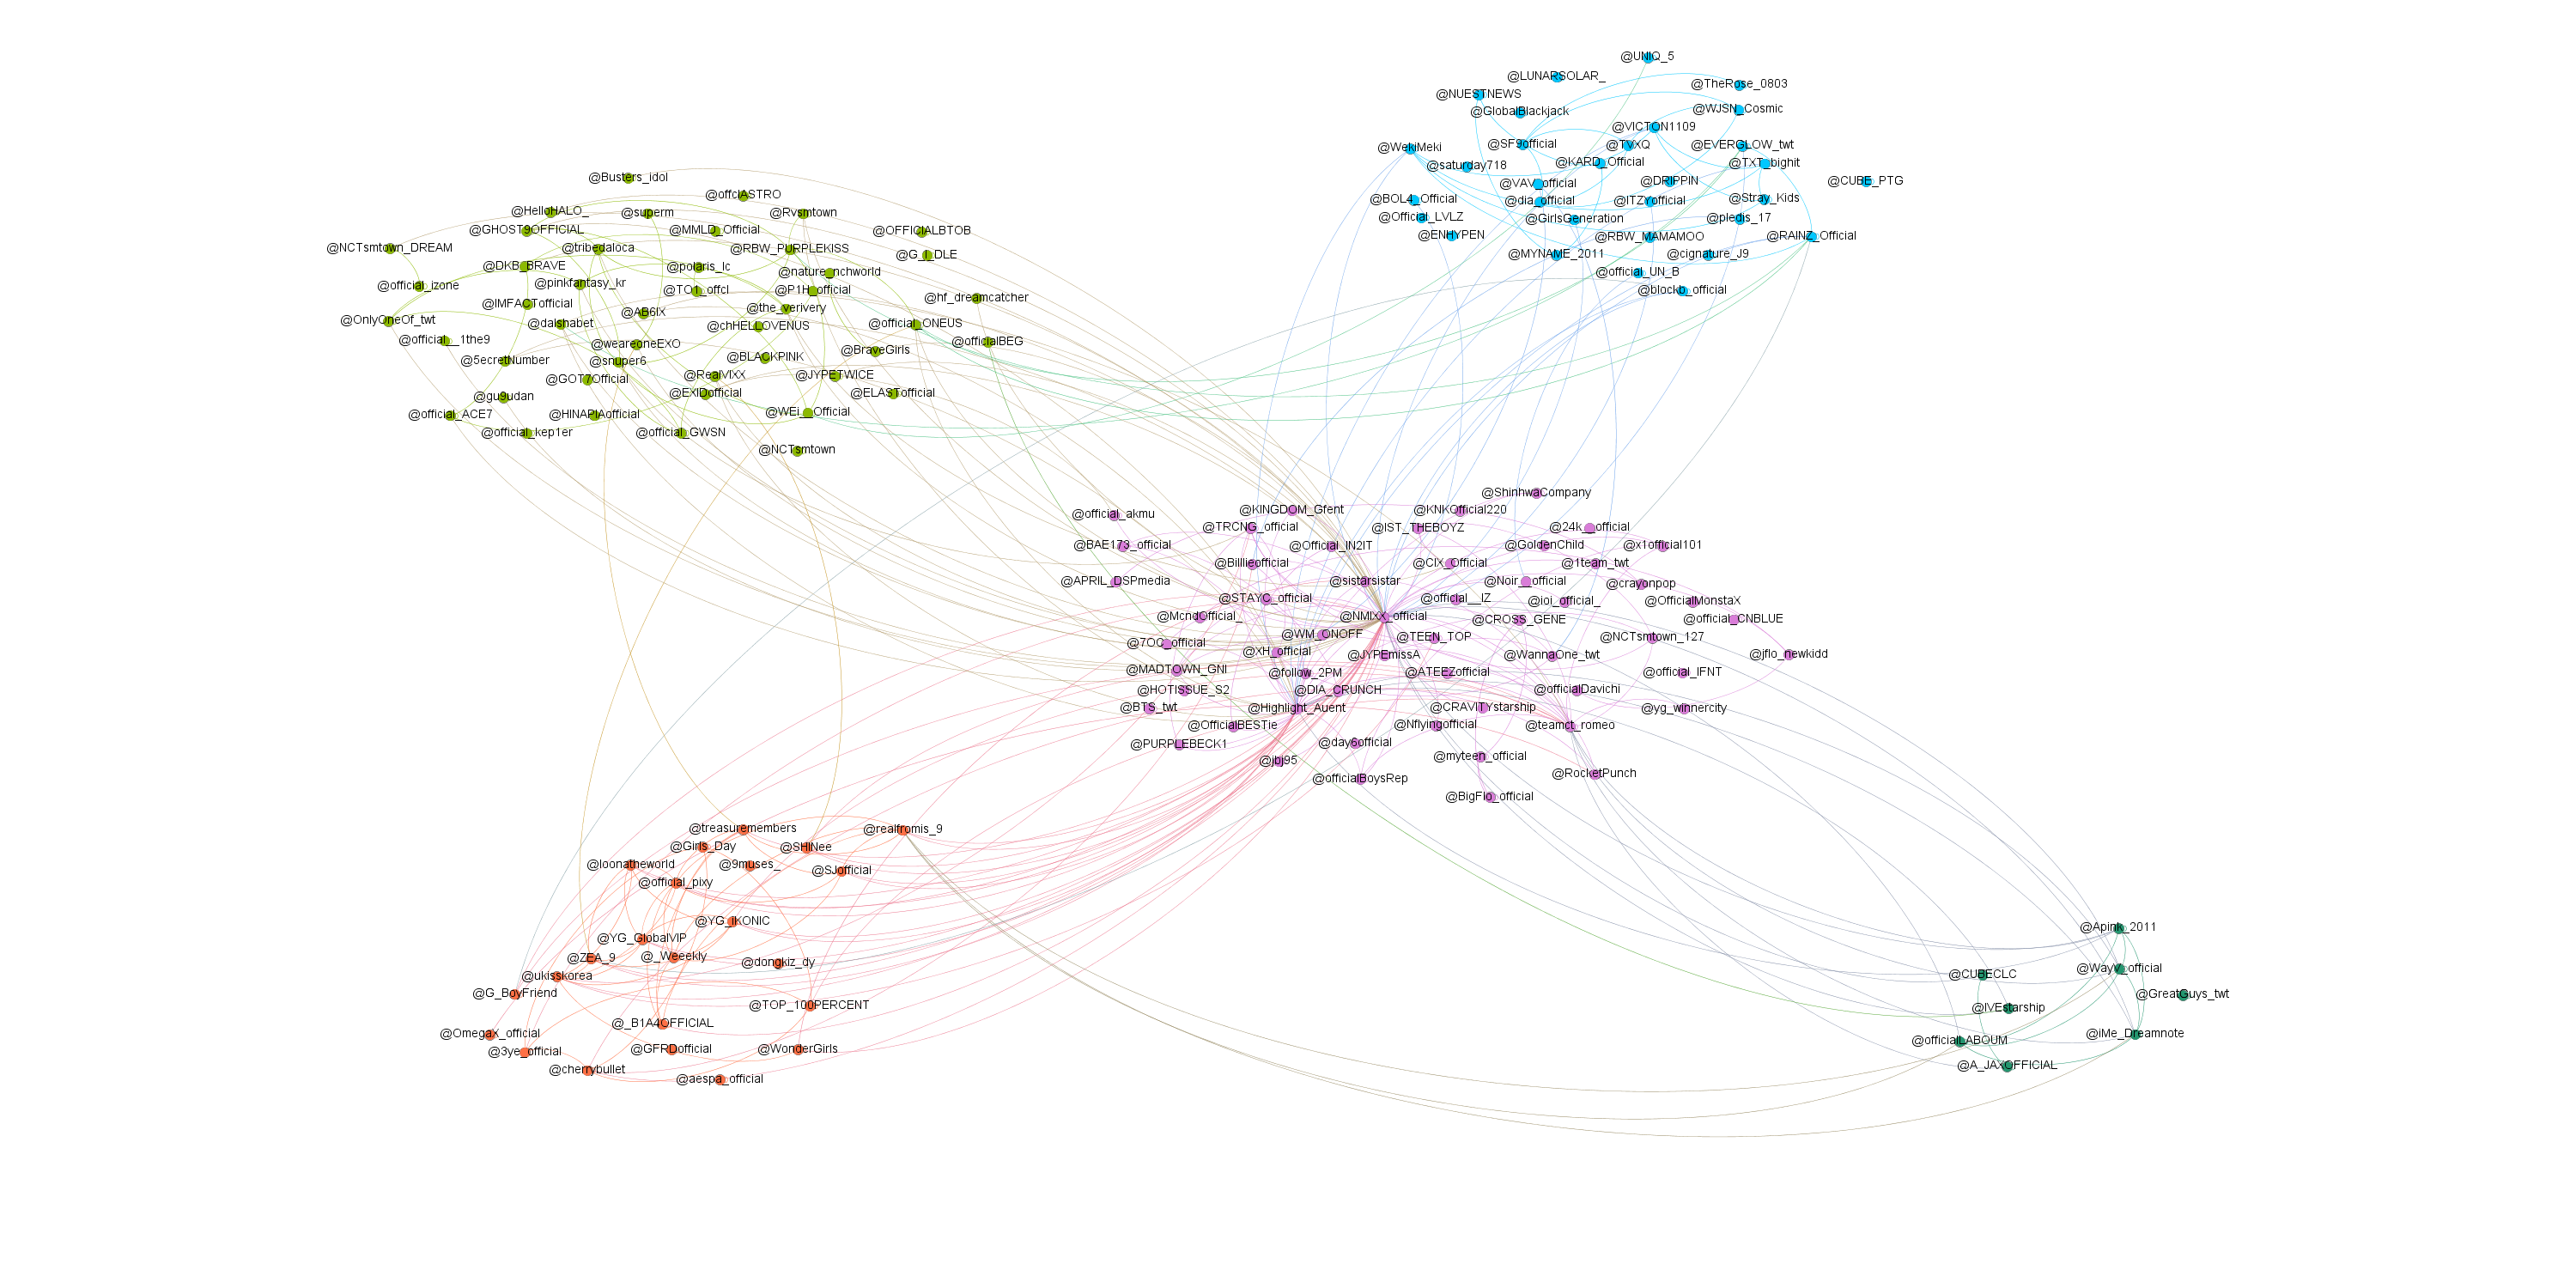 @UNIQ_5
@LUNARSOLAR_
@TheRose_0803
@NUESTNEWS
@GlobalBlackjack
@WJSN_Cosmic
@VICTON1109
@SF9official
@TVXQ
@EVERGLOW_twt
@WekiMeki
@saturday718
@KARD_Official
@TXT_bighit
@VAV_official
@DRIPPIN
@CUBE_PTG
@BOL4_Official
@dia_official
@ITZYofficial
@Stray_Kids
@Official_LVLZ
@GirlsGeneration
@pledis_17
@ENHYPEN
@RBW_MAMAMOO
@RAINZ_Official
@MYNAME_2011
@cignature_J9
@official_UN_B
@blockb_official
@Busters_idol
@offclASTRO
@HelloHALO_
@superm
@Rvsmtown
@GHOST9OFFICIAL
@MMLD_Official
@OFFICIALBTOB
@NCTsmtown_DREAM
@tribedaloca
@RBW_PURPLEKISS
@G_I_DLE
@DKB_BRAVE
@polaris_lc
@nature_nchworld
@official_izone
@pinkfantasy_kr
@TO1_offcl
@P1H_official
@hf_dreamcatcher
@IMFACTofficial
@AB6IX
@the_verivery
@OnlyOneOf_twt
@dalshabet
@chHELLOVENUS
@official_ONEUS
@official__1the9
@weareoneEXO
@officialBEG
@5ecretNumber
@snuper6
@BLACKPINK
@BraveGirls
@GOT7Official
@RealVIXX
@JYPETWICE
@gu9udan
@EXIDofficial
@ELASTofficial
@official_ACE7
@HINAPIAofficial
@WEi__Official
@official_kep1er
@official_GWSN
@NCTsmtown
@ShinhwaCompany
@official_akmu
@KINGDOM_Gfent
@KNKOfficial220
@TRCNG_official
@IST_THEBOYZ
@24k__official
@BAE173_official
@Official_IN2IT
@GoldenChild
@x1official101
@Billlieofficial
@CIX_Official
@1team_twt
@APRIL_DSPmedia
@sistarsistar
@Noir__official
@crayonpop
@STAYC_official
@official__IZ
@ioi_official_
@OfficialMonstaX
@McndOfficial_
@NMIXX_official
@CROSS_GENE
@official_CNBLUE
@7OC_official
@WM_ONOFF
@TEEN_TOP
@NCTsmtown_127
@XH_official
@JYPEmissA
@WannaOne_twt
@jflo_newkidd
@MADTOWN_GNI
@follow_2PM
@ATEEZofficial
@official_IFNT
@HOTISSUE_S2
@DIA_CRUNCH
@officialDavichi
@BTS_twt
@Highlight_Auent
@CRAVITYstarship
@yg_winnercity
@OfficialBESTie
@Nflyingofficial
@teamct_romeo
@PURPLEBECK1
@day6official
@jbj95
@myteen_official
@officialBoysRep
@RocketPunch
@BigFlo_official
@treasuremembers
@realfromis_9
@Girls_Day
@SHINee
@loonatheworld
@9muses_
@SJofficial
@official_pixy
@YG_iKONIC
@YG_GlobalVIP
@ZEA_9
@_Weeekly
@dongkiz_dy
@ukisskorea
@G_BoyFriend
@TOP_100PERCENT
@_B1A4OFFICIAL
@OmegaX_official
@3ye_official
@GFRDofficial
@WonderGirls
@cherrybullet
@aespa_official
@Apink_2011
@CUBECLC
@WayV_official
@GreatGuys_twt
@IVEstarship
@iMe_Dreamnote
@officialLABOUM
@A_JAXOFFICIAL